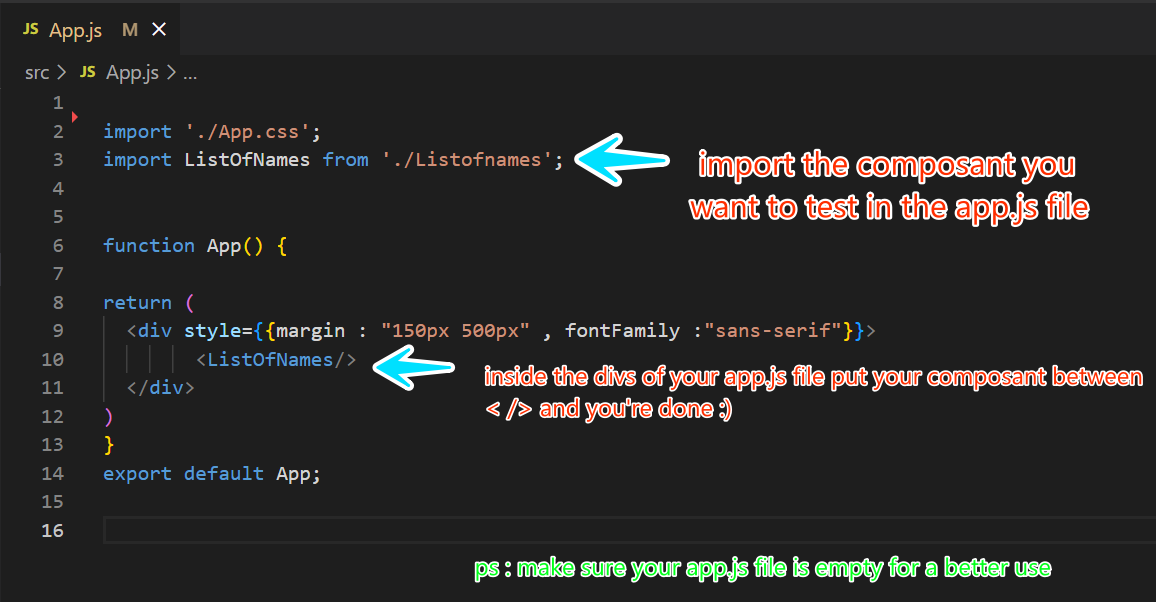 JS App.js M ×
src > JS App.js > ...
1
2 import './App.css';
3 import ListOfNames from './Listofnames';
import the composant you
want to test in the app.js file
4
5
6 function App() {
7
8 return (
9 <div style={{margin : "150px 500px" , fontFamily :"sans-serif"}}>
10 <ListOfNames/>
inside the divs of your app.js file put your composant between
< /> and you're done :)
11 </div>
12 )
13 }
14 export default App;
15
16
ps : make sure your app.js file is empty for a better use